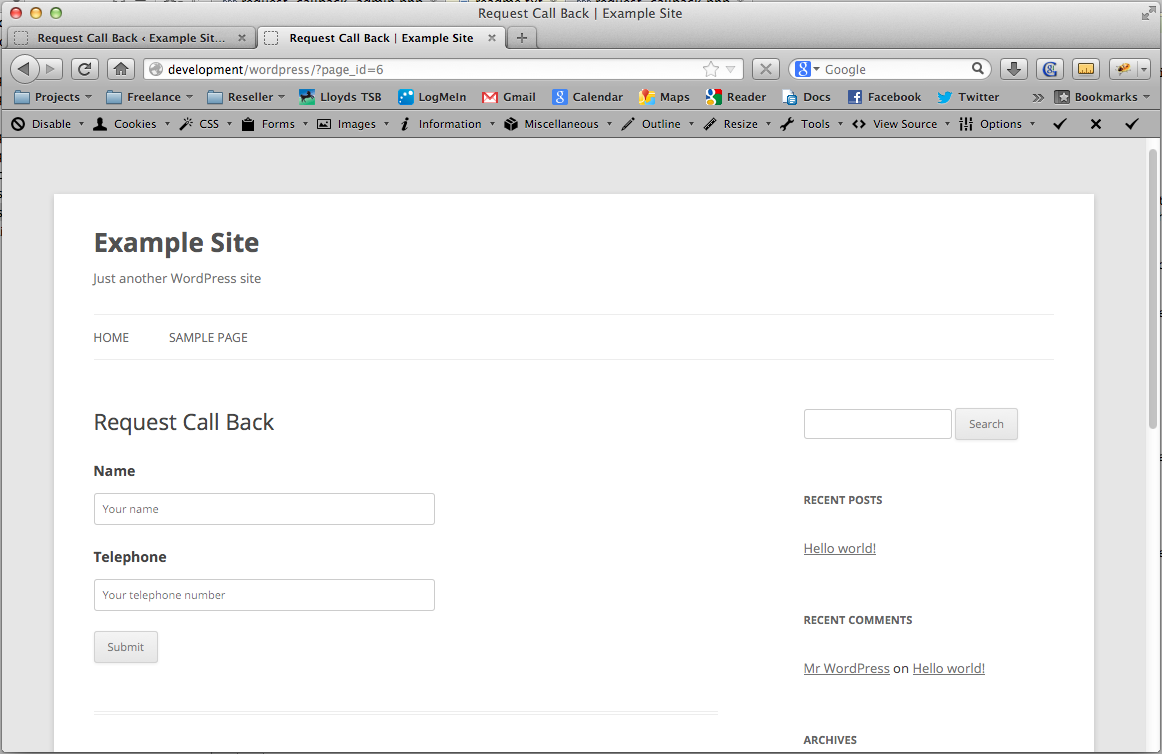 Request Call Back | Example Site
Request Call Back ‹ Example Sit...
Request Call Back | Example Site
development/wordpress/?page_id=6
Google
Projects Freelance Reseller Lloyds TSB LogMeIn Gmail Calendar Maps Reader Docs Facebook Twitter » Bookmarks
Disable Cookies CSS Forms Images Information Miscellaneous Outline Resize Tools View Source Options
Example Site
Just another WordPress site
HOME SAMPLE PAGE
Request Call Back
Name
Your name
Telephone
Your telephone number
Submit
Search
RECENT POSTS
Hello world!
RECENT COMMENTS
Mr WordPress on Hello world!
ARCHIVES